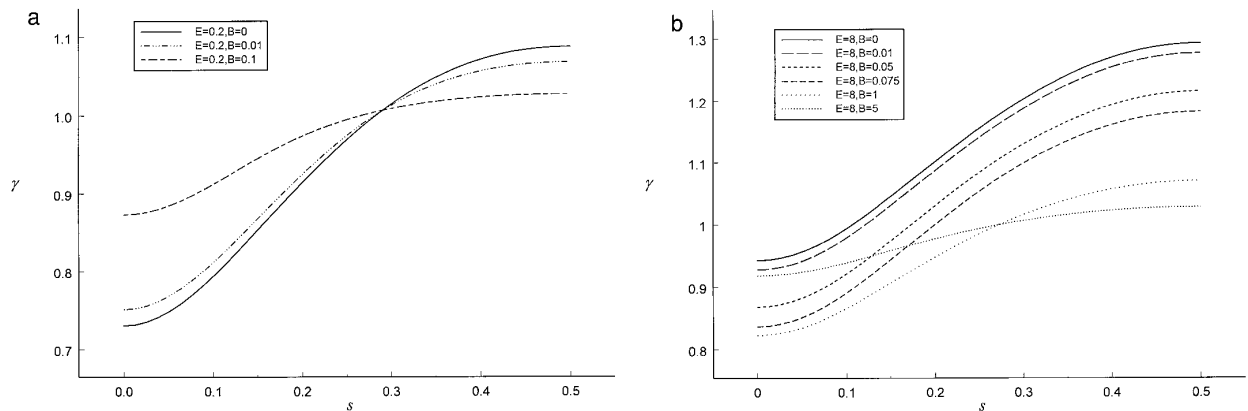 a
E=0.2,B=0
E=0.2,B=0.01
E=0.2,B=0.1
1.1
1.0
0.9
0.8
0.7
γ
0.0
0.1
0.2
0.3
0.4
0.5
s
b
E=8,B=0
E=8,B=0.01
E=8,B=0.05
E=8,B=0.075
E=8,B=1
E=8,B=5
1.3
1.2
1.1
1
0.9
0.8
γ
0
0.1
0.2
0.3
0.4
0.5
s